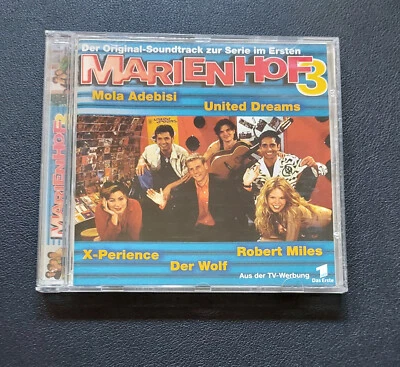 Der Original-Soundtrack zur Serie im Ersten
MARIENHOF 3
Mola Adebisi
United Dreams
X-Perience
Robert Miles
Der Wolf
Aus der TV-Werbung
1
Das Erste
MARIENHOF